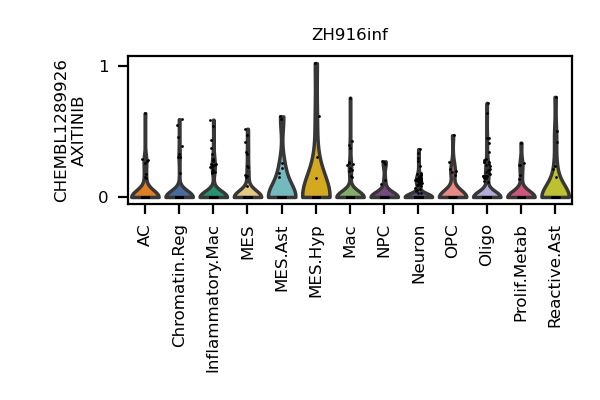 ZH916inf
CHEMBL1289926
AXITINIB
1
0
AC
Chromatin.Reg
Inflammatory.Mac
MES
MES.Ast
MES.Hyp
Mac
NPC
Neuron
OPC
Oligo
Prolif.Metab
Reactive.Ast